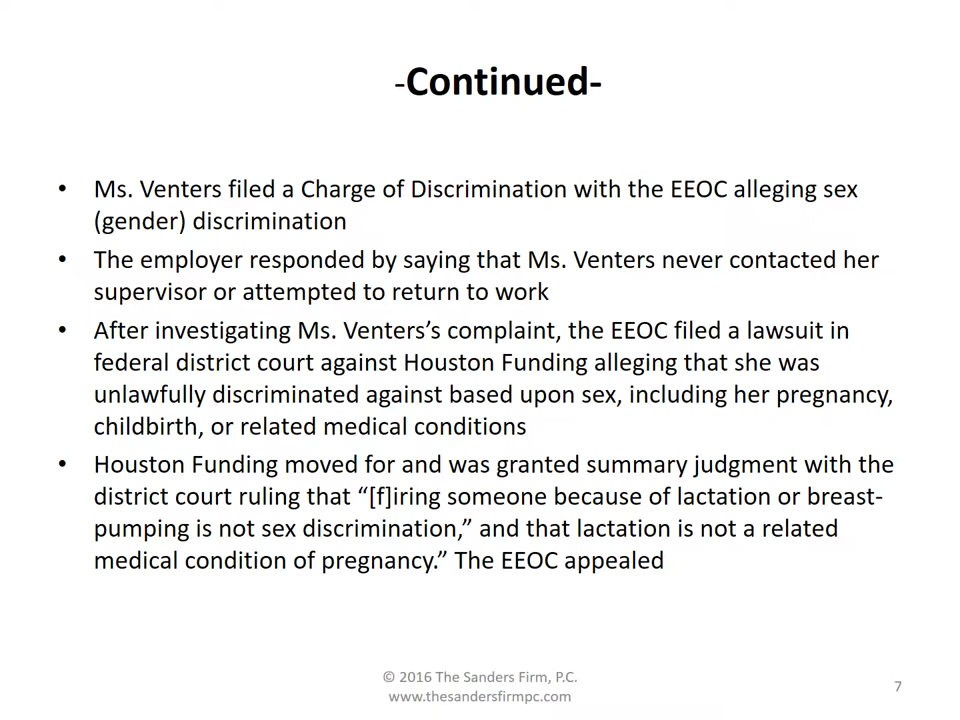 -Continued-
• Ms. Venters filed a Charge of Discrimination with the EEOC alleging sex
(gender) discrimination
• The employer responded by saying that Ms. Venters never contacted her
supervisor or attempted to return to work
• After investigating Ms. Venters’s complaint, the EEOC filed a lawsuit in
federal district court against Houston Funding alleging that she was
unlawfully discriminated against based upon sex, including her pregnancy,
childbirth, or related medical conditions
• Houston Funding moved for and was granted summary judgment with the
district court ruling that “[f]iring someone because of lactation or breast-
pumping is not sex discrimination,” and that lactation is not a related
medical condition of pregnancy.” The EEOC appealed
© 2016 The Sanders Firm, P.C.
www.thesandersfirmpc.com
7